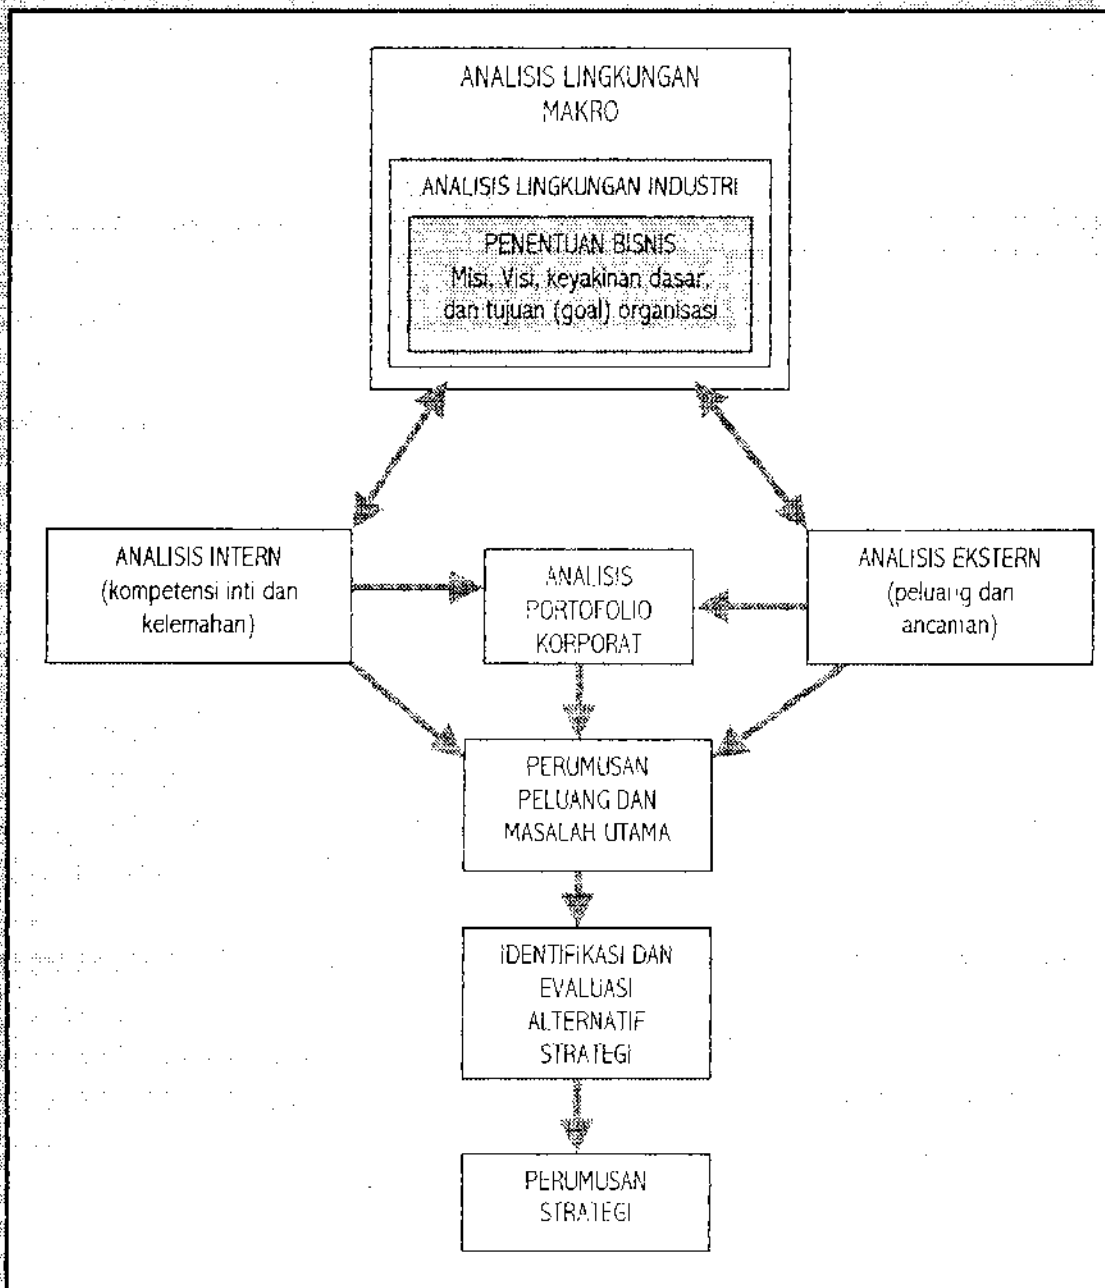 ANALISIS LINGKUNGAN
MAKRO
ANALISIS LINGKUNGAN INDUSTRI
PENENTUAN BISNIS
Misi, Visi, keyakinan dasar,
dan tujuan (goal) organisasi
ANALISIS INTERN
(kompetensi inti dan
kelemahan)
ANALISIS
PORTOFOLIO
KORPORAT
ANALISIS EKSTERN
(peluang dan
ancaman)
PERUMUSAN
PELUANG DAN
MASALAH UTAMA
IDENTIFIKASI DAN
EVALUASI
ALTERNATIF
STRATEGI
PERUMUSAN
STRATEGI